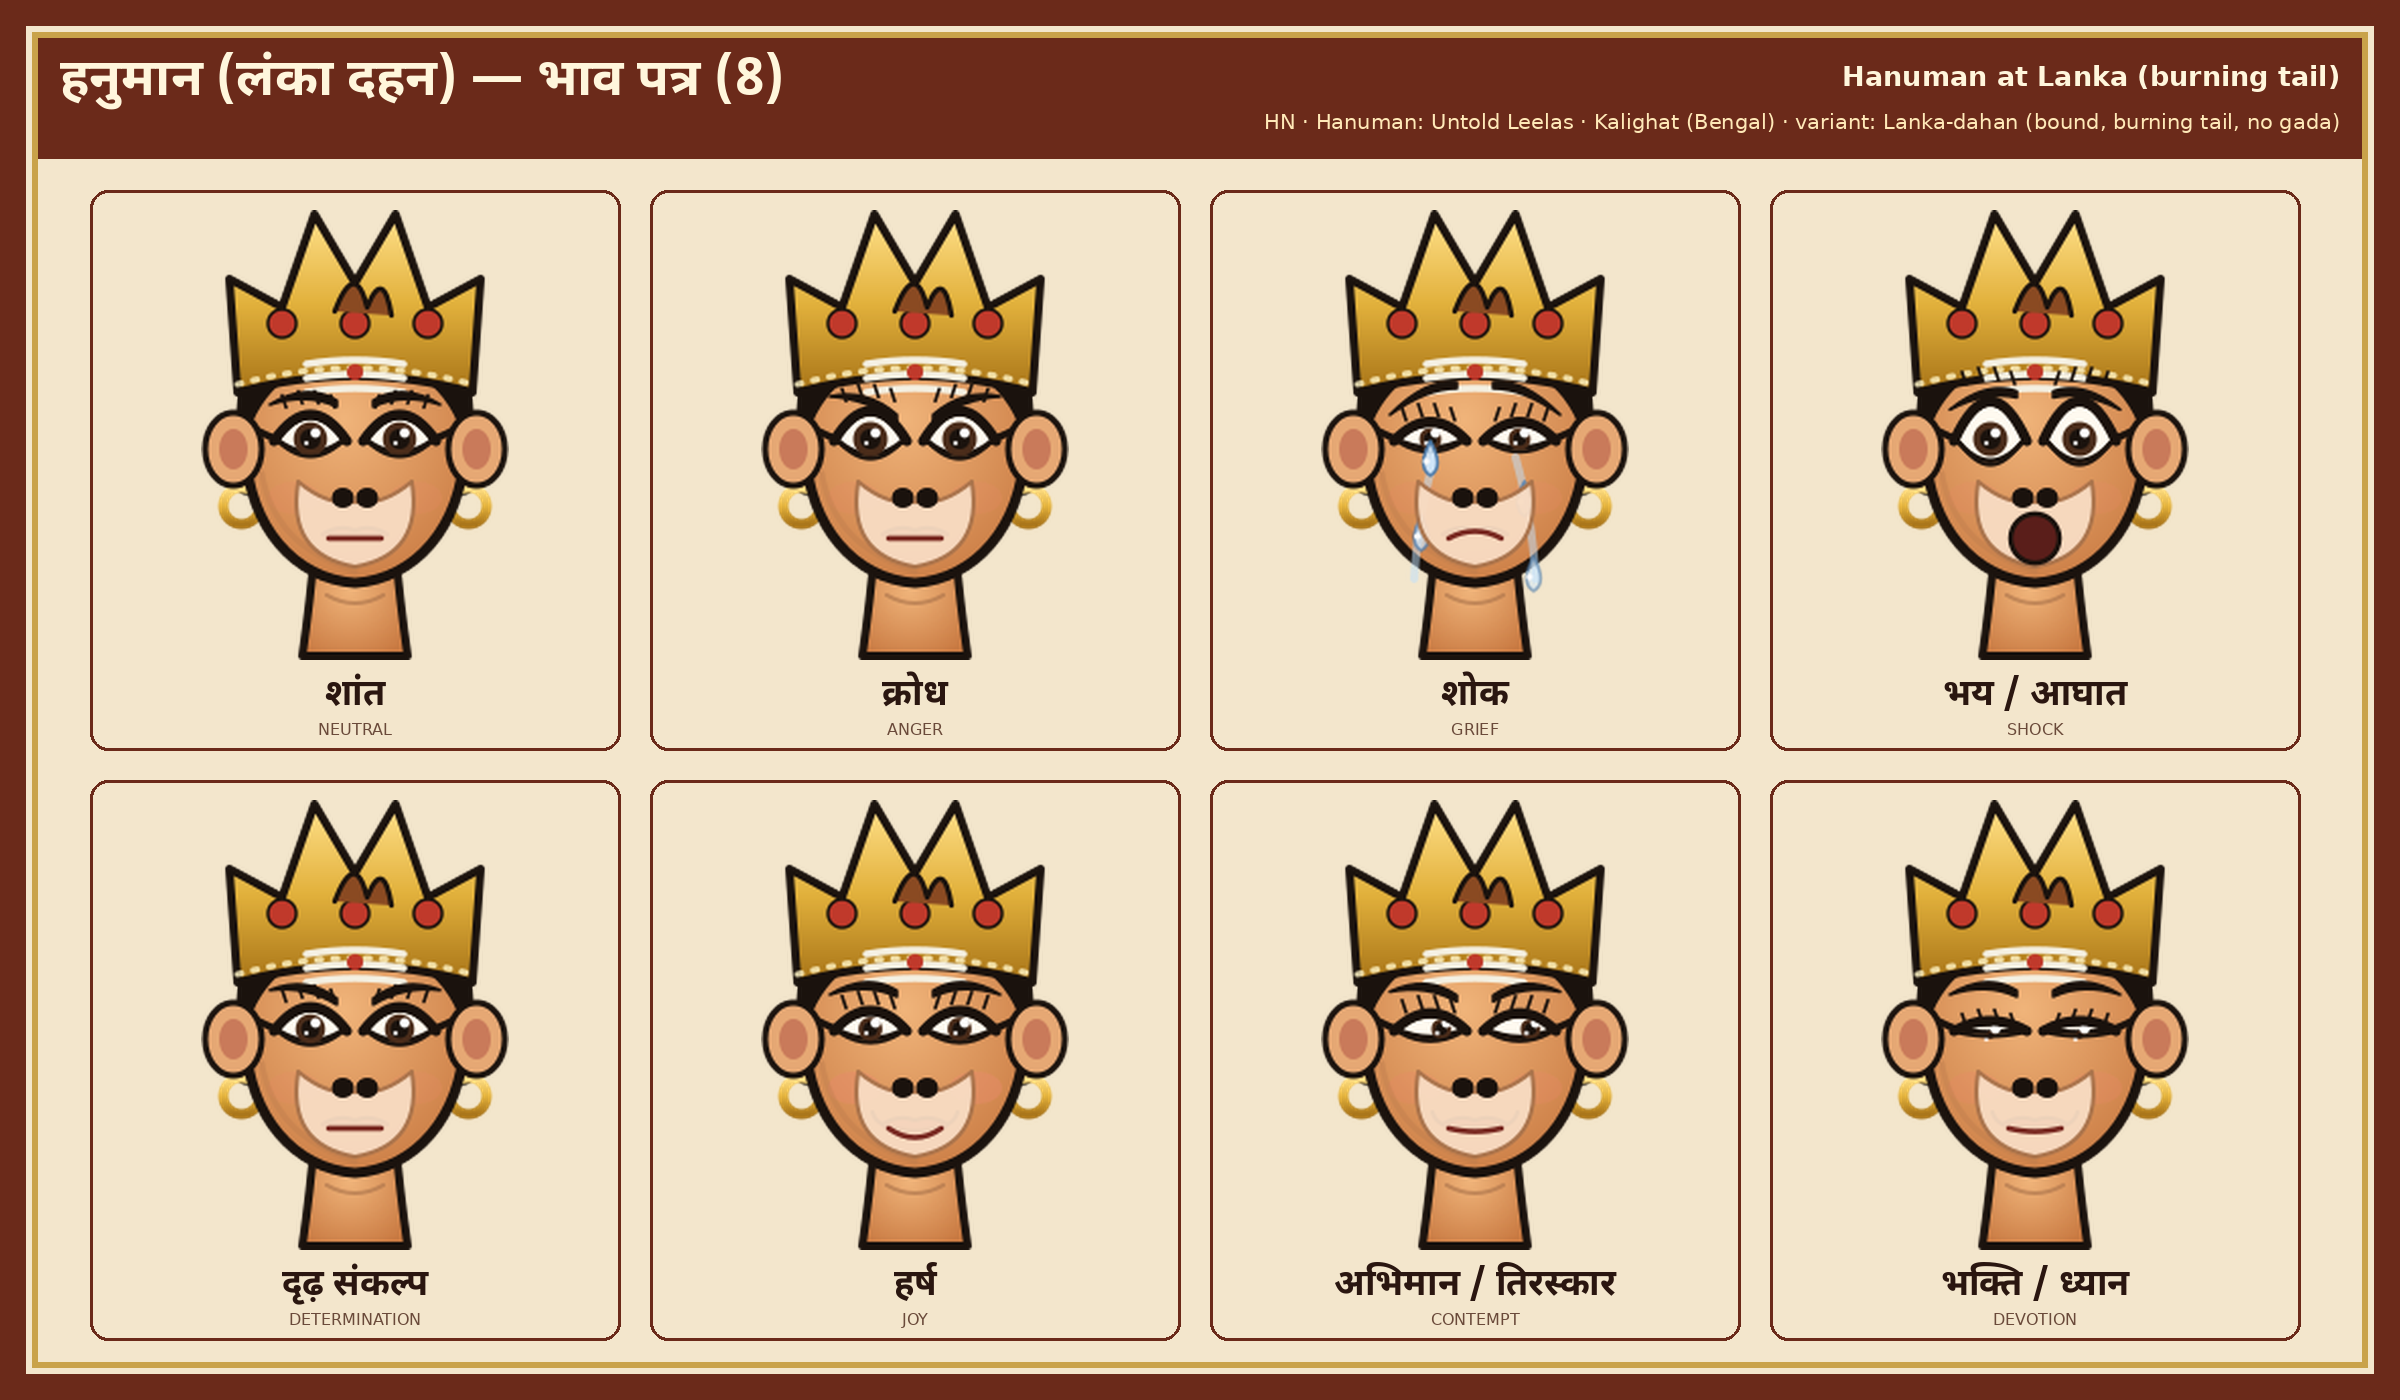 हनुमान (लंका दहन) — भाव पत्र (8)
Hanuman at Lanka (burning tail)
HN · Hanuman: Untold Leelas · Kalighat (Bengal) · variant: Lanka-dahan (bound, burning tail, no gada)
शांत
NEUTRAL
क्रोध
ANGER
शोक
GRIEF
भय / आघात
SHOCK
दृढ़ संकल्प
DETERMINATION
हर्ष
JOY
अभिमान / तिरस्कार
CONTEMPT
भक्ति / ध्यान
DEVOTION